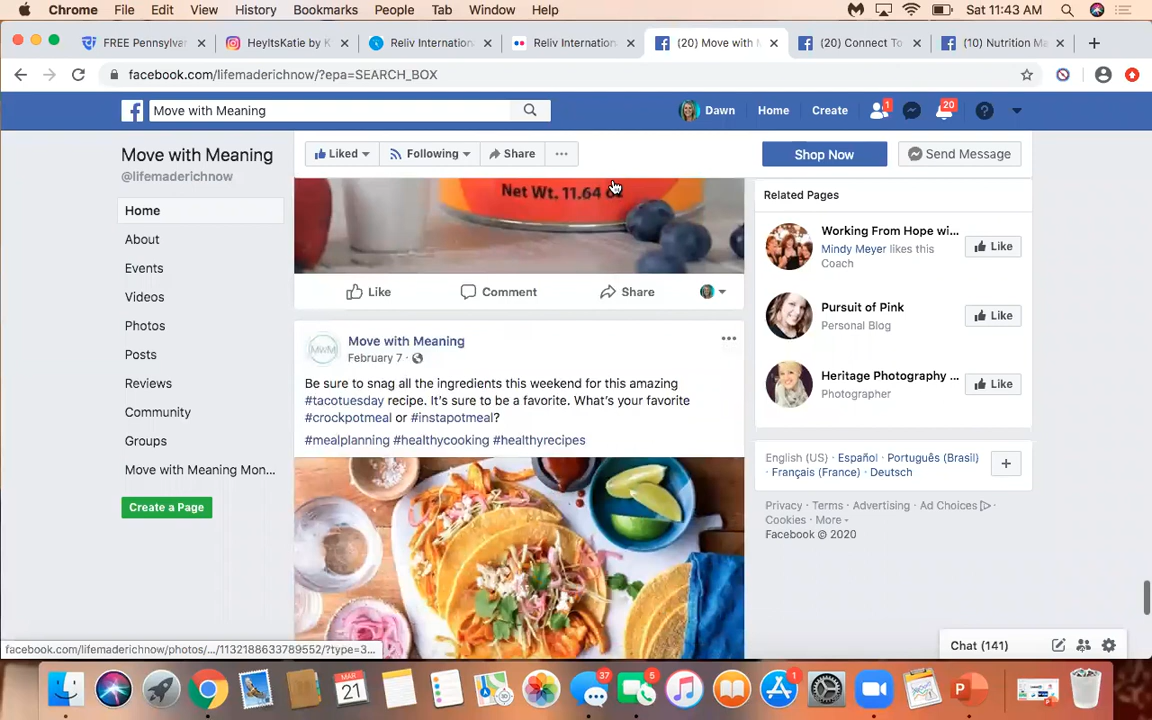 Chrome File Edit View History Bookmarks People Tab Window Help Sat 11:43 AM
FREE Pennsylvan HeyItsKatie by K Reliv Internationa Reliv Internationa (20) Move with M (20) Connect To (10) Nutrition Ma
facebook.com/lifemaderichnow/?epa=SEARCH_BOX
Move with Meaning Dawn Home Create 1 20
Move with Meaning
@lifemaderichnow
Home
About
Events
Videos
Photos
Posts
Reviews
Community
Groups
Move with Meaning Mon...
Create a Page
Liked Following Share Shop Now Send Message
Net Wt. 11.64
Like Comment Share
MWM
Move with Meaning
February 7
Be sure to snag all the ingredients this weekend for this amazing
#tacotuesday recipe. It's sure to be a favorite. What's your favorite
#crockpotmeal or #instapotmeal?
#mealplanning #healthycooking #healthyrecipes
Related Pages
Working From Hope wi...
Mindy Meyer likes this
Coach
Like
Pursuit of Pink
Personal Blog
Like
Heritage Photography ...
Photographer
Like
English (US) · Español · Português (Brasil)
· Français (France) · Deutsch
Privacy · Terms · Advertising · Ad Choices ·
Cookies · More
Facebook © 2020
Chat (141)
facebook.com/lifemaderichnow/photos/.../1132188633789552/?type=3...
MAR
21
37
5
1
P